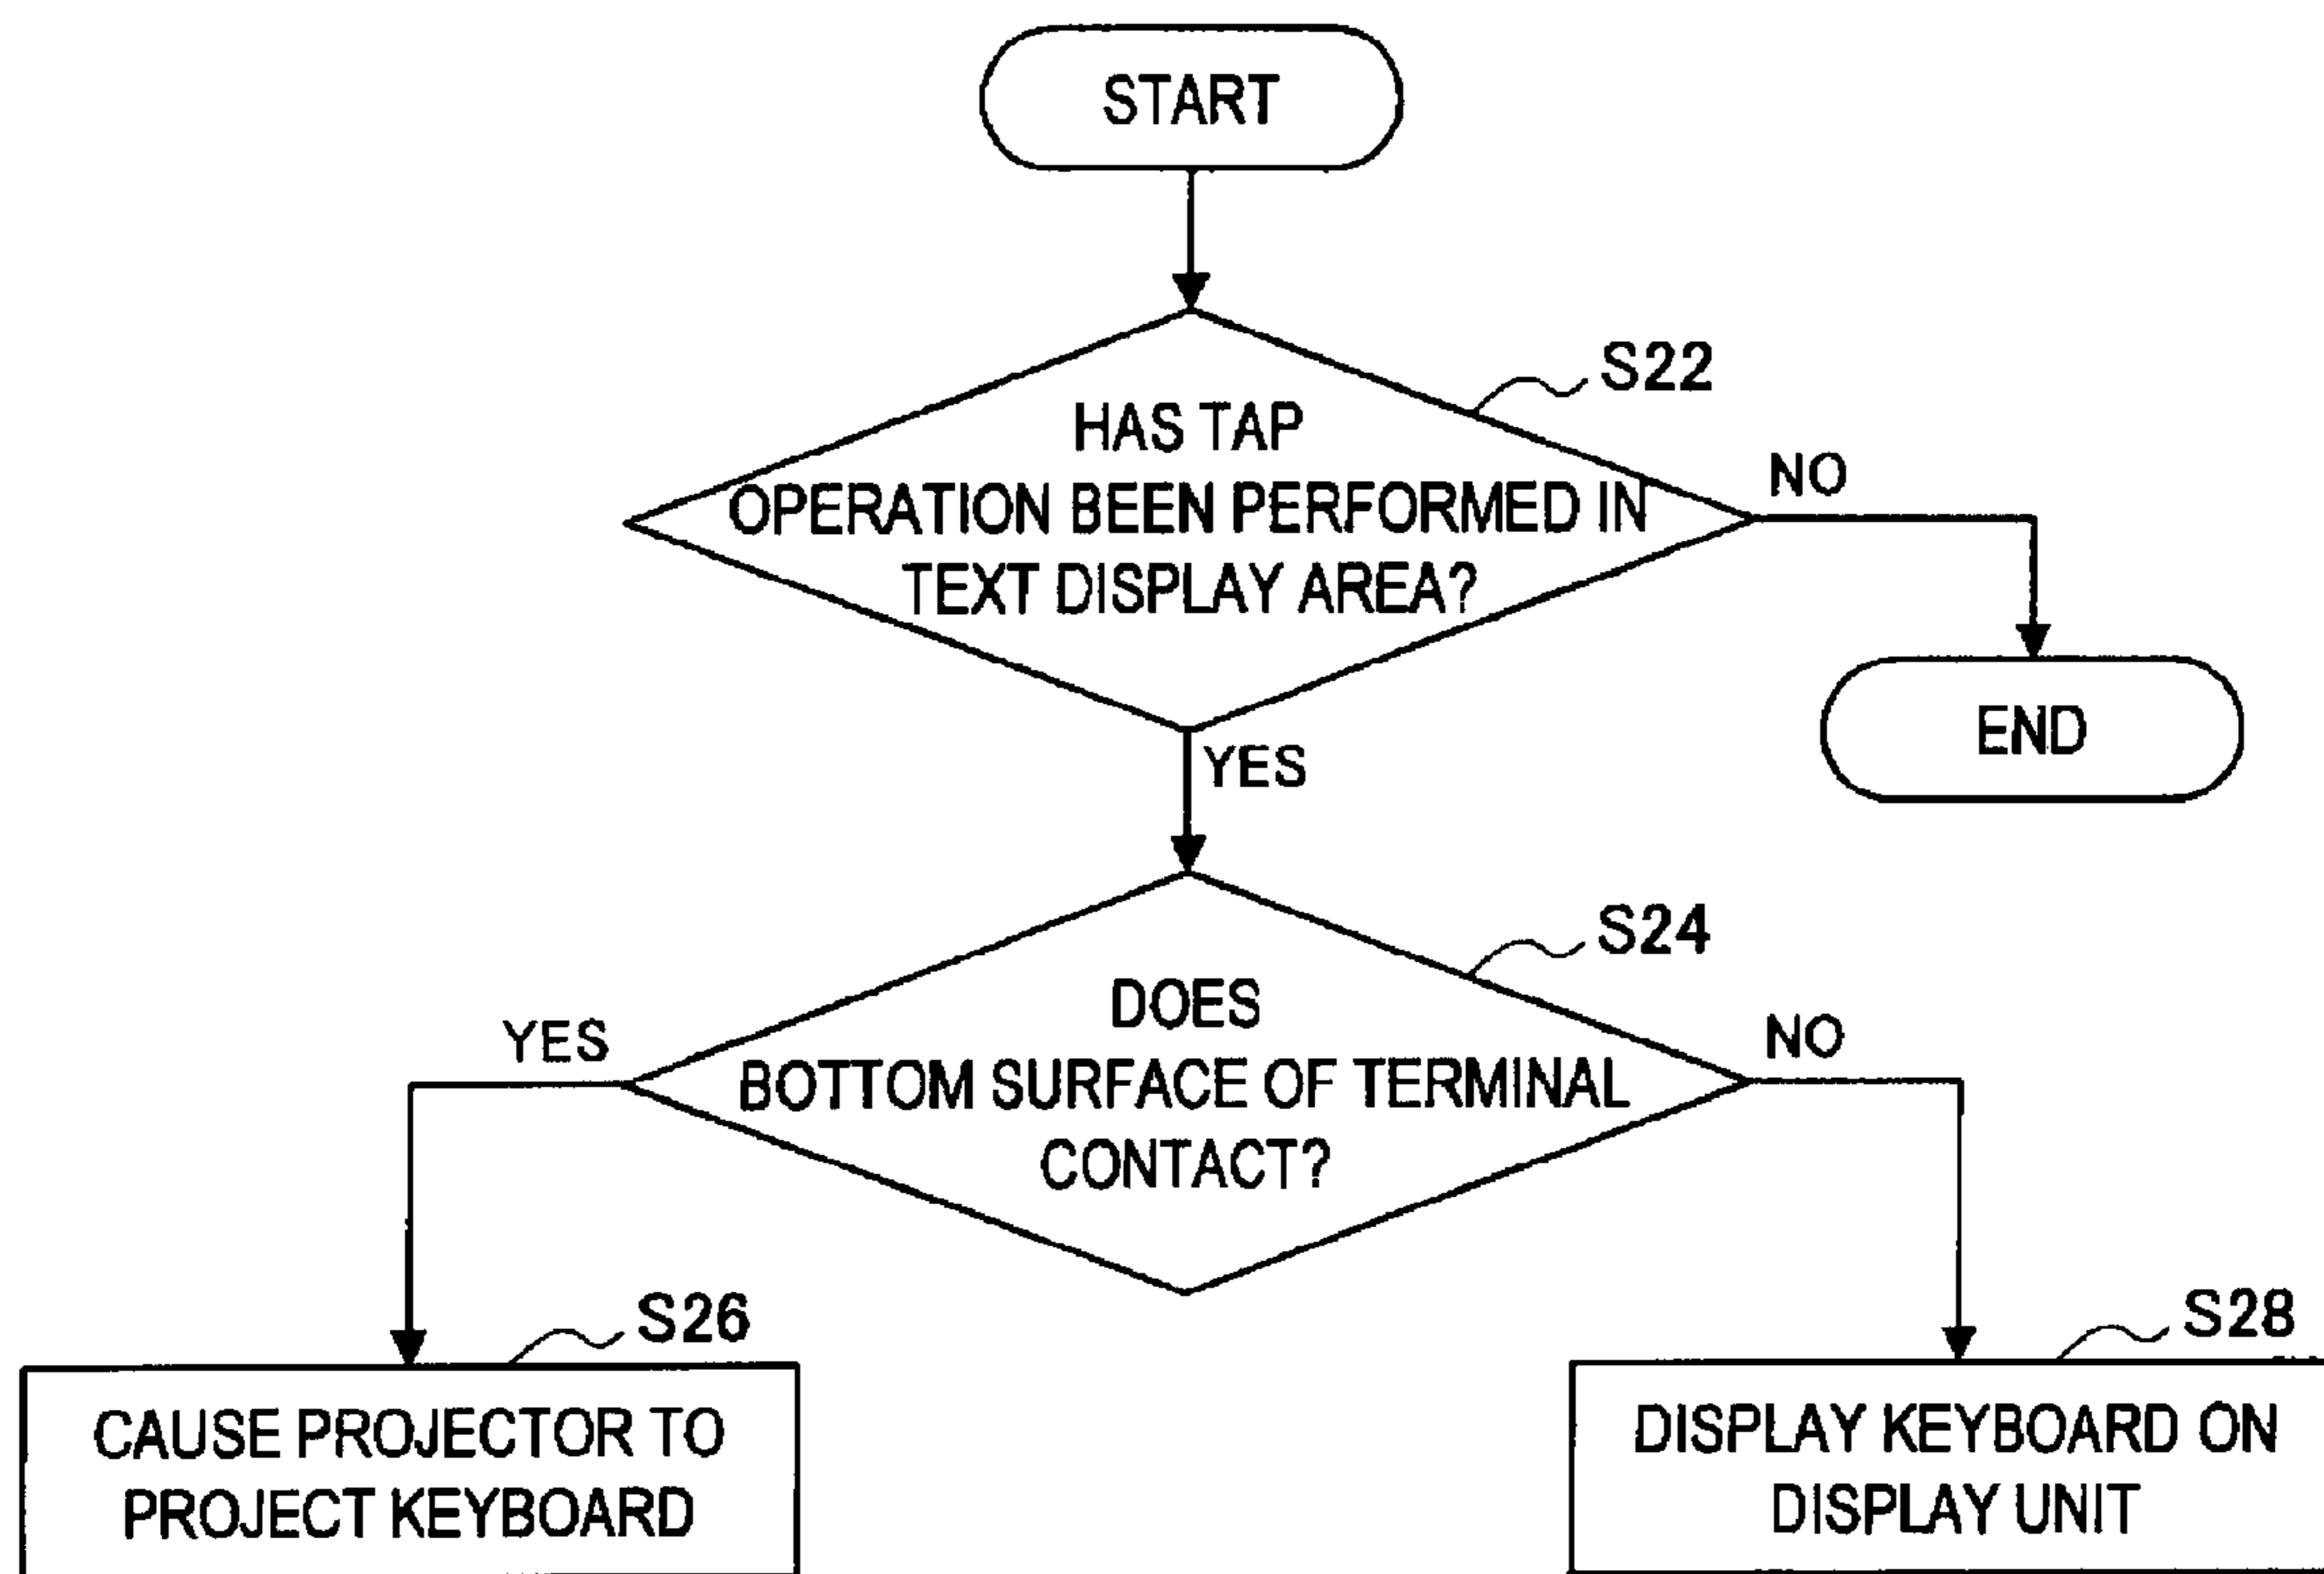 START
S22
HAS TAP
OPERATION BEEN PERFORMED IN
TEXT DISPLAY AREA?
NO
END
YES
S24
DOES
BOTTOM SURFACE OF TERMINAL
CONTACT?
YES
NO
S26
CAUSE PROJECTOR TO
PROJECT KEYBOARD
S28
DISPLAY KEYBOARD ON
DISPLAY UNIT